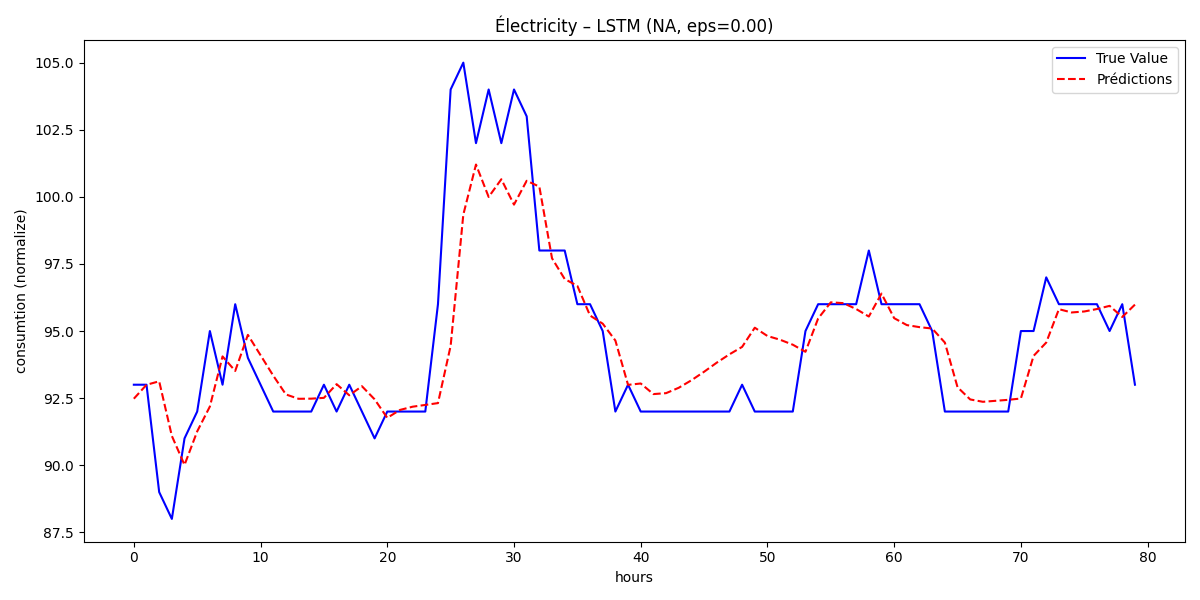 Électricity – LSTM (NA, eps=0.00)
True Value
Prédictions
consumtion (normalize)
105.0
102.5
100.0
97.5
95.0
92.5
90.0
87.5
0 10 20 30 40 50 60 70 80
hours